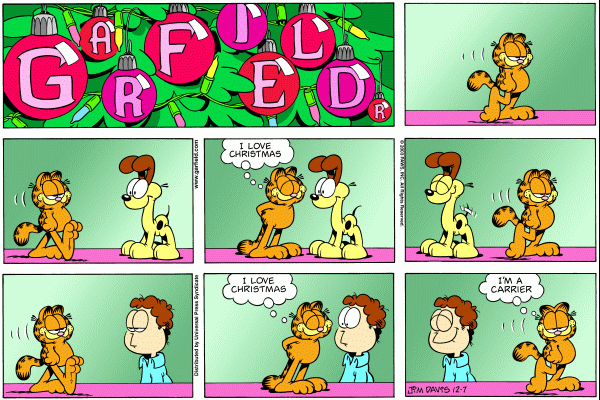 GARFIELD
www.garfield.com
I LOVE
CHRISTMAS
© 2003 PAWS, INC. All Rights Reserved.
Distributed by Universal Press Syndicate
I LOVE
CHRISTMAS
I'M A
CARRIER
JIM DAVIS 12-7